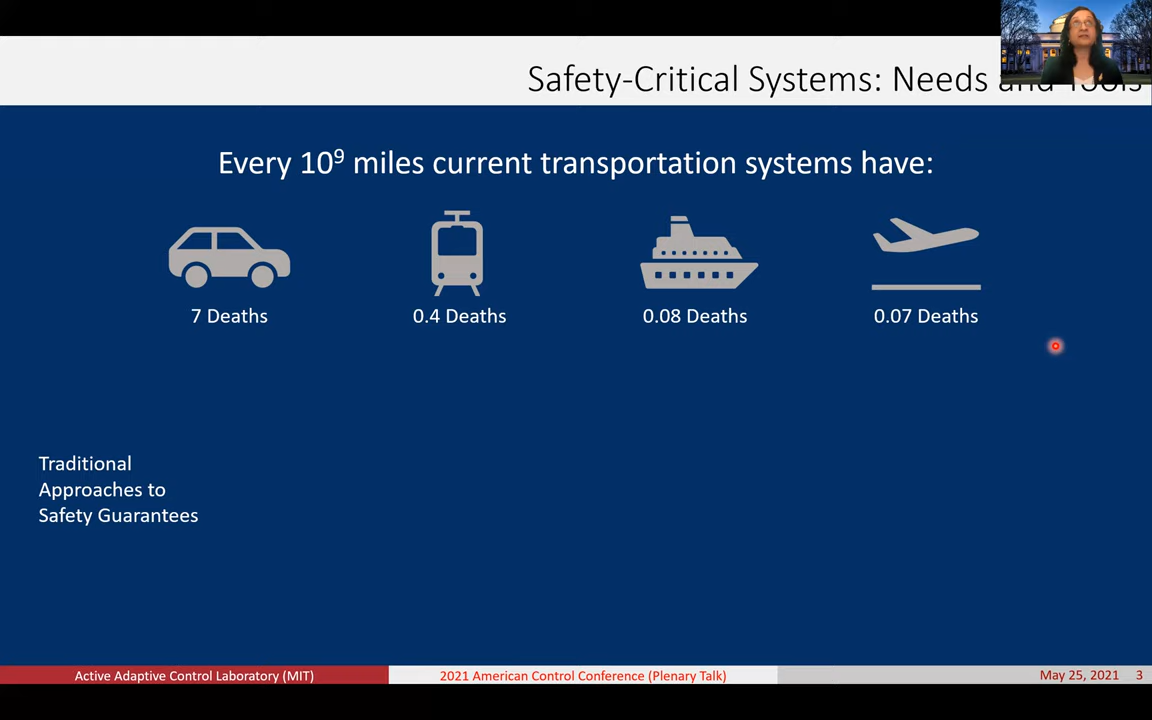 Safety-Critical Systems: Needs and Tools
Every 10⁹ miles current transportation systems have:
7 Deaths
0.4 Deaths
0.08 Deaths
0.07 Deaths
Traditional
Approaches to
Safety Guarantees
Active Adaptive Control Laboratory (MIT)
2021 American Control Conference (Plenary Talk)
May 25, 2021
3